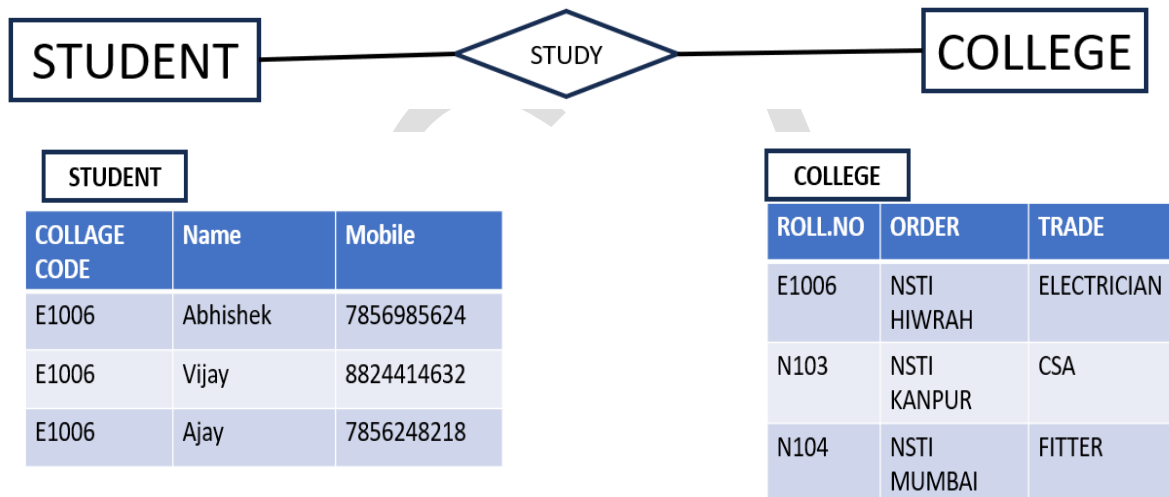 STUDENT STUDY COLLEGE
STUDENT
COLLAGE CODE Name Mobile
E1006 Abhishek 7856985624
E1006 Vijay 8824414632
E1006 Ajay 7856248218
COLLEGE
ROLL.NO ORDER TRADE
E1006 NSTI HIWRAH ELECTRICIAN
N103 NSTI KANPUR CSA
N104 NSTI MUMBAI FITTER